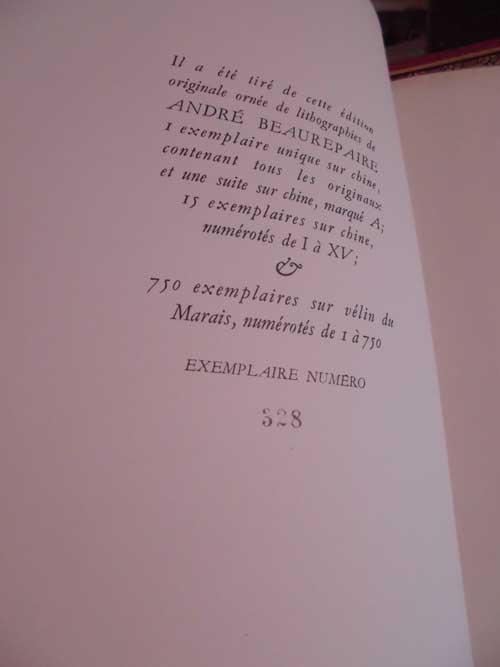 Il a été tiré de cette édition
originale ornée de lithographies de
ANDRÉ BEAUREPAIRE
1 exemplaire unique sur chine,
contenant tous les originaux
et une suite sur chine, marqué A;
15 exemplaires sur chine,
numérotés de I à XV;
&
750 exemplaires sur vélin du
Marais, numérotés de 1 à 750
EXEMPLAIRE NUMÉRO
328